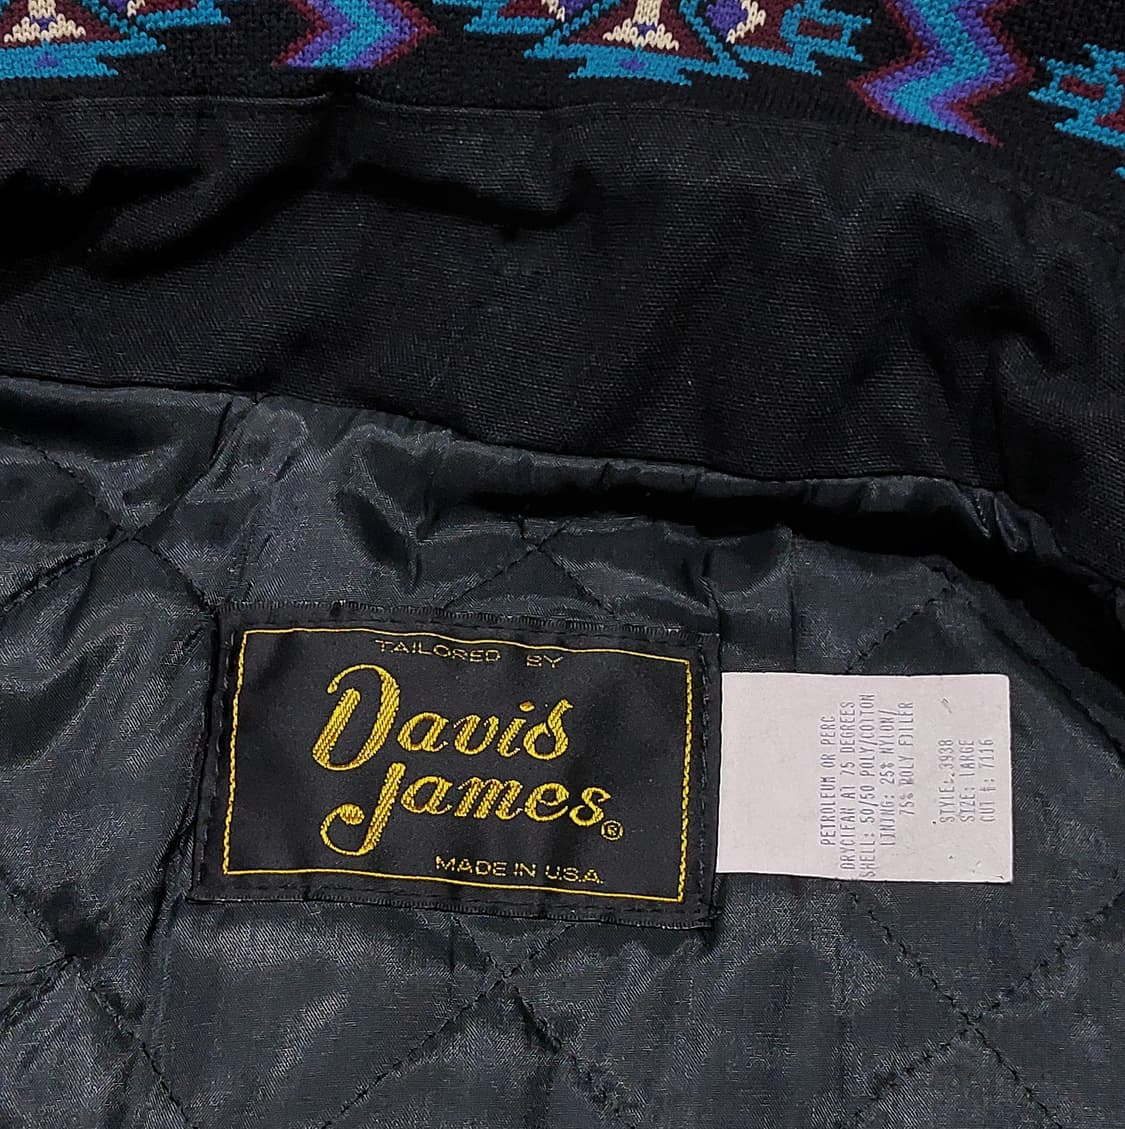 TAILORED BY
Davis
James®
MADE IN U.S.A.
PETROLEUM OR PERC
DRYCLEAN AT 75 DEGREES
SHELL: 50/50 POLY/COTTON
LINING: 25% NYLON/
75% POLY FILLER
STYLE: 3938
SIZE: LARGE
CUT #: 7116